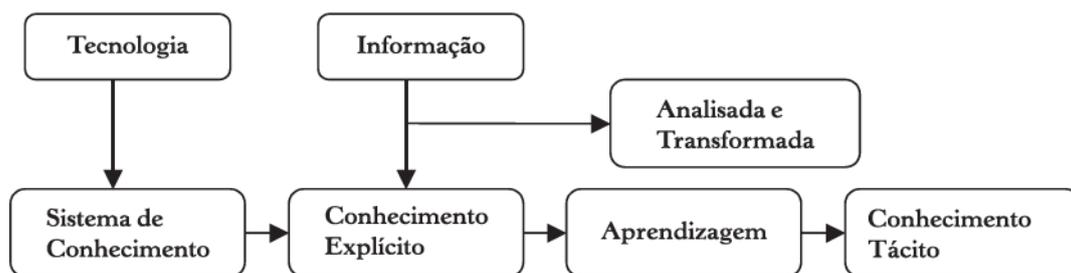 Tecnologia
Informação
Analisada e
Transformada
Sistema de
Conhecimento
Conhecimento
Explícito
Aprendizagem
Conhecimento
Tácito